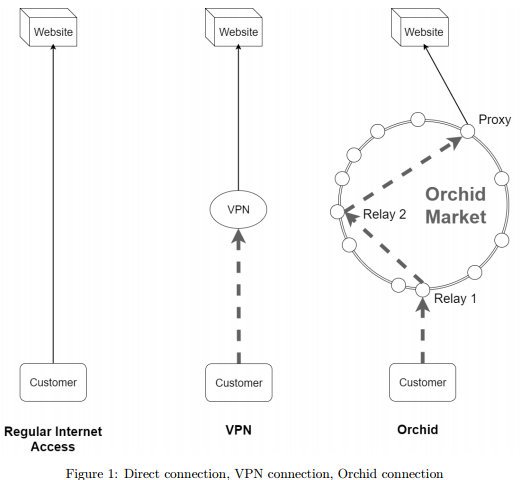 Website
Website
Website
Proxy
Orchid
Market
VPN
Relay 2
Relay 1
Customer
Customer
Customer
Regular Internet
Access
VPN
Orchid
Figure 1: Direct connection, VPN connection, Orchid connection